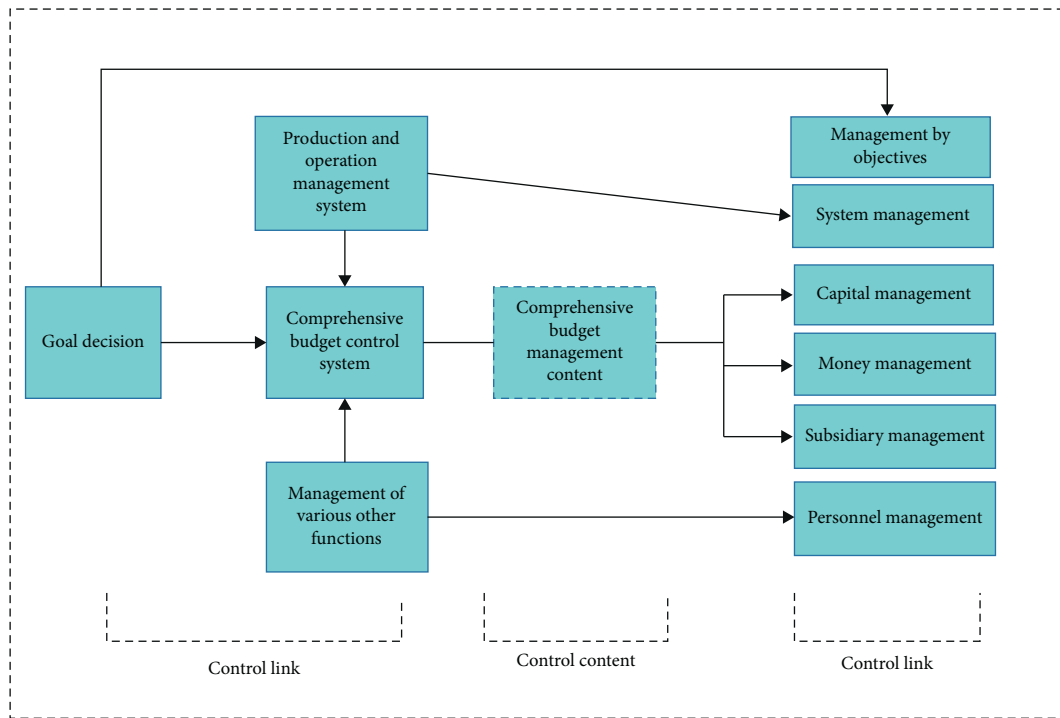 Production and
operation
management
system
Management by
objectives
System management
Goal decision
Comprehensive
budget control
system
Comprehensive
budget
management
content
Capital management
Money management
Subsidiary management
Management of
various other
functions
Personnel management
Control link
Control content
Control link